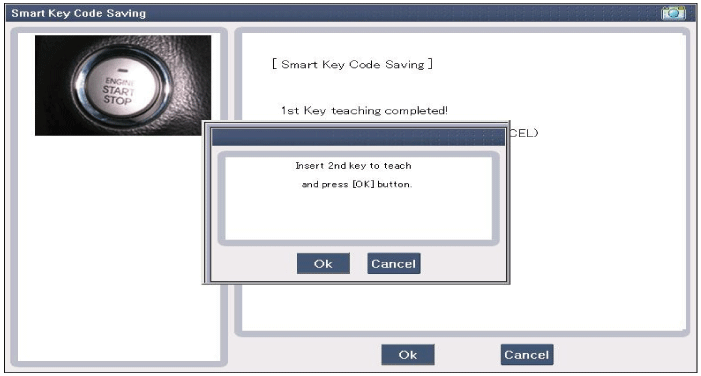 Smart Key Code Saving
ENGINE
START
STOP
[ Smart Key Code Saving ]
1st Key teaching completed!
CEL)
Insert 2nd key to teach
and press [OK] button.
Ok
Cancel
Ok
Cancel